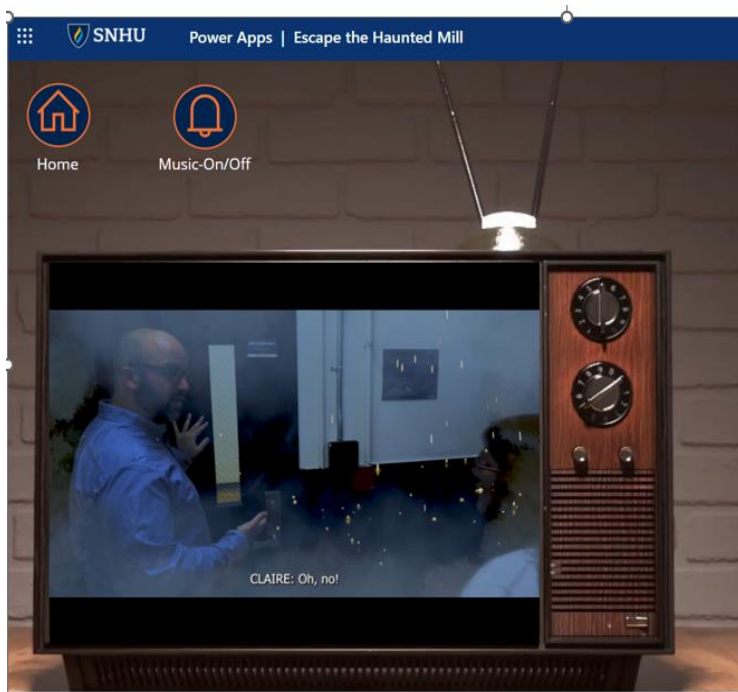 SNHU
Power Apps | Escape the Haunted Mill
Home
Music-On/Off
CLAIRE: Oh, no!